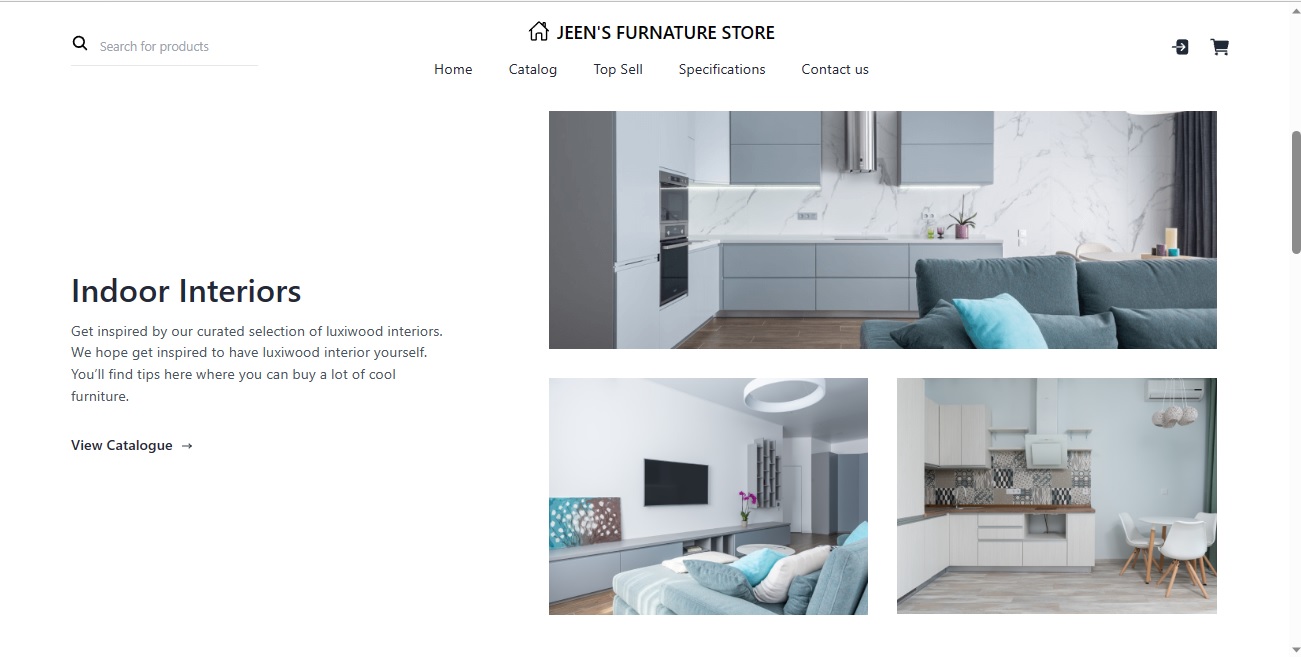 Search for products
JEEN'S FURNATURE STORE
Home Catalog Top Sell Specifications Contact us
Indoor Interiors
Get inspired by our curated selection of luxiwood interiors.
We hope get inspired to have luxiwood interior yourself.
You’ll find tips here where you can buy a lot of cool
furniture.
View Catalogue →